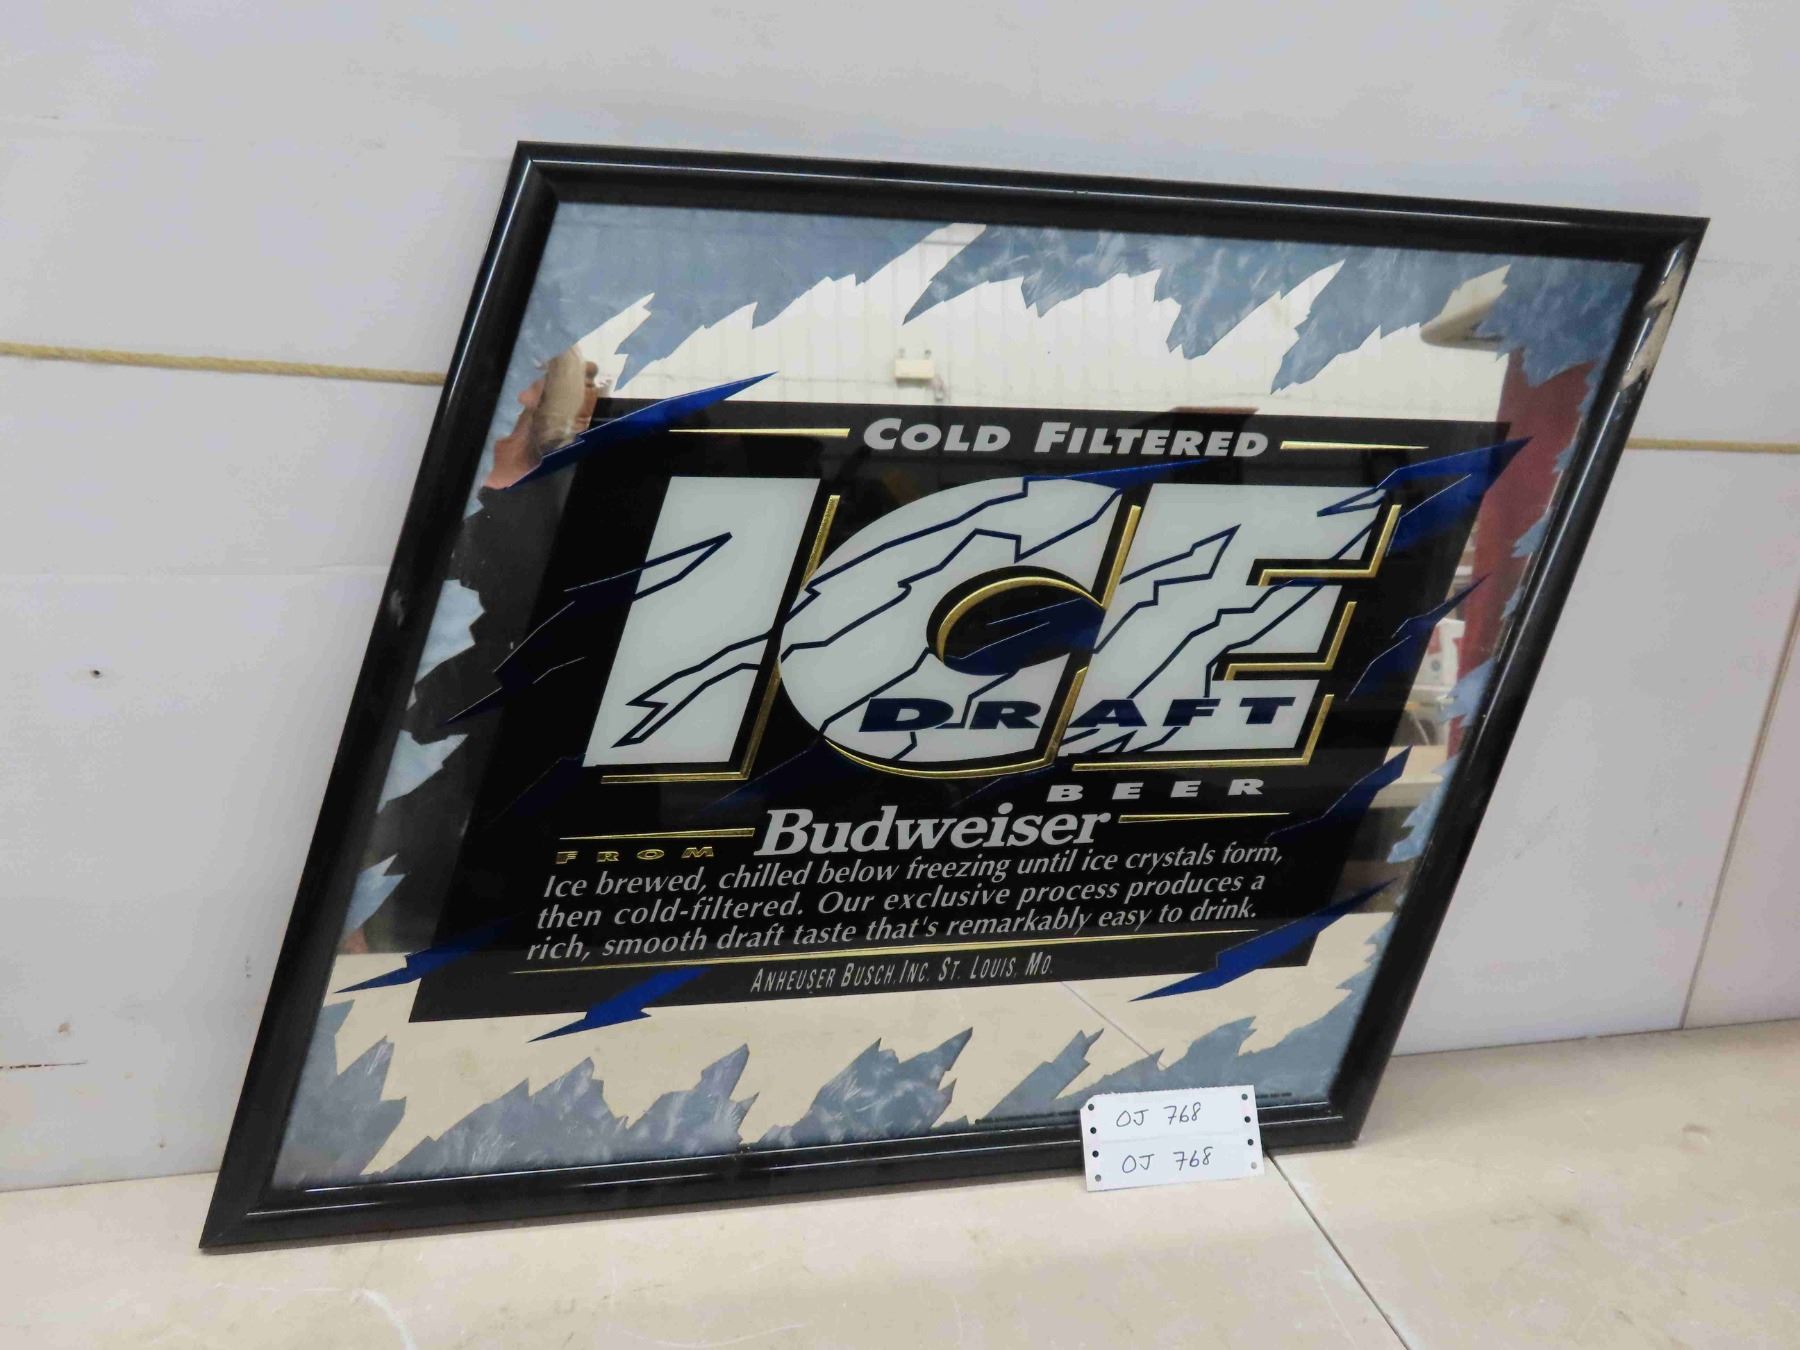 COLD FILTERED
ICE
DRAFT
BEER
FROM Budweiser
Ice brewed, chilled below freezing until ice crystals form,
then cold-filtered. Our exclusive process produces a
rich, smooth draft taste that's remarkably easy to drink.
ANHEUSER BUSCH, INC. ST. LOUIS, MO.
OJ 768
OJ 768